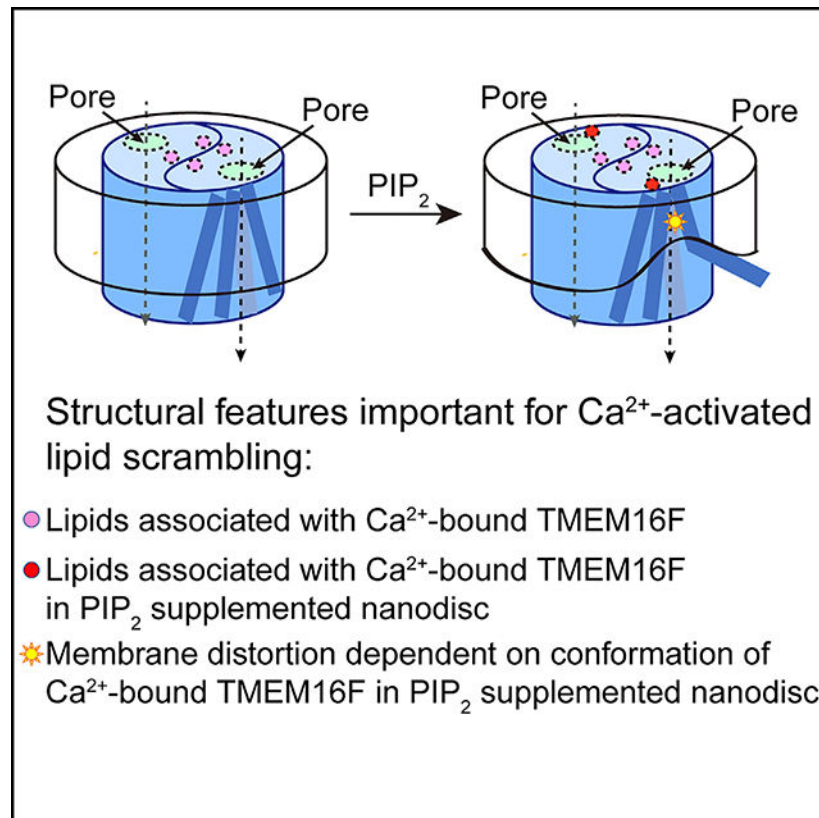 Pore
Pore
Pore
Pore
PIP₂
Structural features important for Ca²⁺-activated
lipid scrambling:
Lipids associated with Ca²⁺-bound TMEM16F
Lipids associated with Ca²⁺-bound TMEM16F
in PIP₂ supplemented nanodisc
Membrane distortion dependent on conformation of
Ca²⁺-bound TMEM16F in PIP₂ supplemented nanodisc